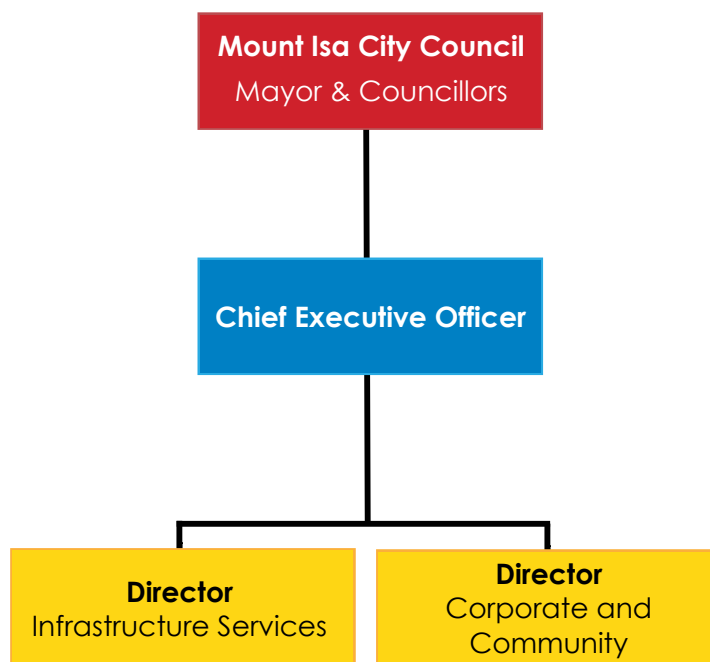 Mount Isa City Council
Mayor & Councillors
Chief Executive Officer
Director
Infrastructure Services
Director
Corporate and
Community